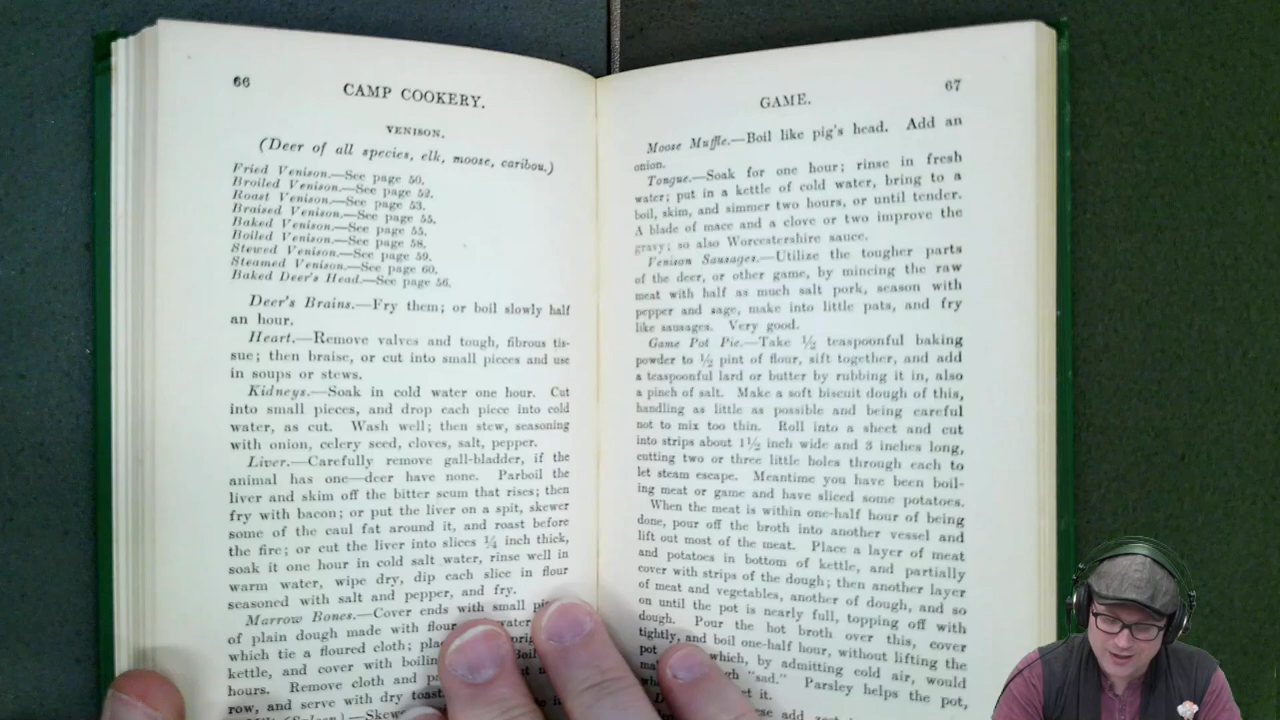 66
CAMP COOKERY.
VENISON.
(Deer of all species, elk, moose, caribou.)
Fried Venison.—See page 50.
Broiled Venison.—See page 52.
Roast Venison.—See page 53.
Braised Venison.—See page 55.
Baked Venison.—See page 55.
Boiled Venison.—See page 58.
Stewed Venison.—See page 59.
Steamed Venison.—See page 60.
Baked Deer's Head.—See page 56.
Deer's Brains.—Fry them; or boil slowly half
an hour.
Heart.—Remove valves and tough, fibrous tis-
sue; then braise, or cut into small pieces and use
in soups or stews.
Kidneys.—Soak in cold water one hour. Cut
into small pieces, and drop each piece into cold
water, as cut. Wash well; then stew, seasoning
with onion, celery seed, cloves, salt, pepper.
Liver.—Carefully remove gall-bladder, if the
animal has one—deer have none. Parboil the
liver and skim off the bitter scum that rises; then
fry with bacon; or put the liver on a spit, skewer
some of the caul fat around it, and roast before
the fire; or cut the liver into slices ¼ inch thick,
soak it one hour in cold salt water, rinse well in
warm water, wipe dry, dip each slice in flour
seasoned with salt and pepper, and fry.
Marrow Bones.—Cover ends with small
of plain dough made with flour water
which tie a floured cloth;
kettle, and cover with
hours. Remove cloth and
row, and serve with dry toast.
67
GAME.
Moose Muffle.—Boil like pig's head. Add an
onion.
Tongue.—Soak for one hour; rinse in fresh
water; put in a kettle of cold water, bring to a
boil, skim, and simmer two hours, or until tender.
A blade of mace and a clove or two improve the
gravy; so also Worcestershire sauce.
Venison Sausages.—Utilize the tougher parts
of the deer, or other game, by mincing the raw
meat with half as much salt pork, season with
pepper and sage, make into little pats, and fry
like sausages. Very good.
Game Pot Pie.—Take ½ teaspoonful baking
powder to ½ pint of flour, sift together, and add
a teaspoonful lard or butter by rubbing it in, also
a pinch of salt. Make a soft biscuit dough of this,
handling as little as possible and being careful
not to mix too thin. Roll into a sheet and cut
into strips about 1½ inch wide and 3 inches long,
cutting two or three little holes through each to
let steam escape. Meantime you have been boil-
ing meat or game and have sliced some potatoes.
When the meat is within one-half hour of being
done, pour off the broth into another vessel and
lift out most of the meat. Place a layer of meat
and potatoes in bottom of kettle, and partially
cover with strips of the dough; then another layer
of meat and vegetables, another of dough, and so
on until the pot is nearly full, topping off with
dough. Pour the hot broth over this, cover
tightly, and boil one-half hour, without lifting the
pot which, by admitting cold air, would
"sad." Parsley helps the pot,
it.
add